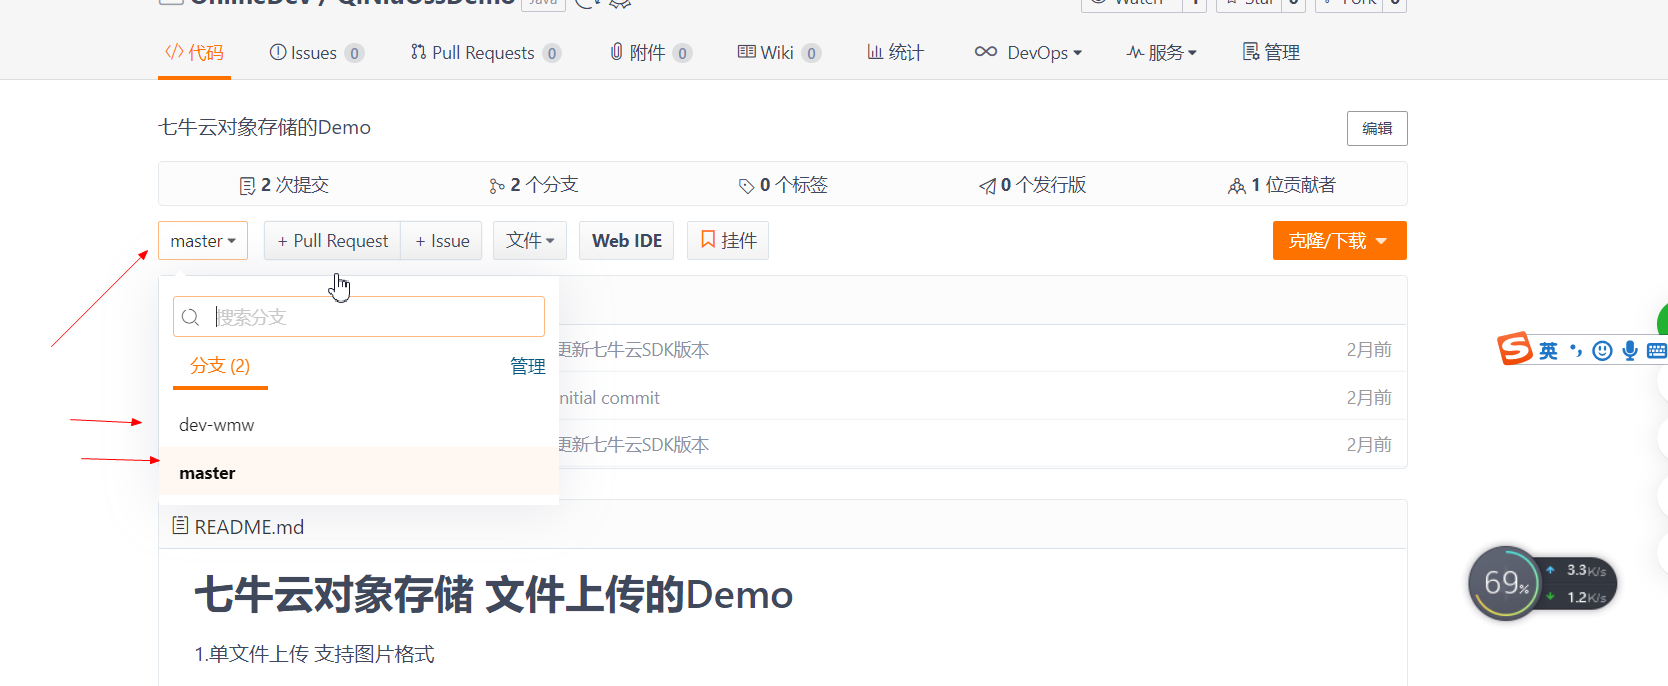 OnlineDev / QiNiuOssDemo Java Watch 1 Star 0 Fork 0
代码 Issues 0 Pull Requests 0 附件 0 Wiki 0 统计 DevOps 服务 管理
七牛云对象存储的Demo 编辑
2 次提交 2 个分支 0 个标签 0 个发行版 1 位贡献者
master + Pull Request + Issue 文件 Web IDE 挂件 克隆/下载
搜索分支
更新七牛云SDK版本 2月前
分支 (2) 管理
nitial commit 2月前
dev-wmw
更新七牛云SDK版本 2月前
master
README.md
七牛云对象存储 文件上传的Demo
1.单文件上传 支持图片格式
英
69% 3.3K/s
1.2K/s